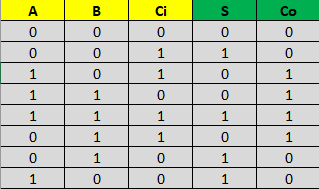 A B Ci S Co
0 0 0 0 0
0 0 1 1 0
1 0 1 0 1
1 1 0 0 1
1 1 1 1 1
0 1 1 0 1
0 1 0 1 0
1 0 0 1 0